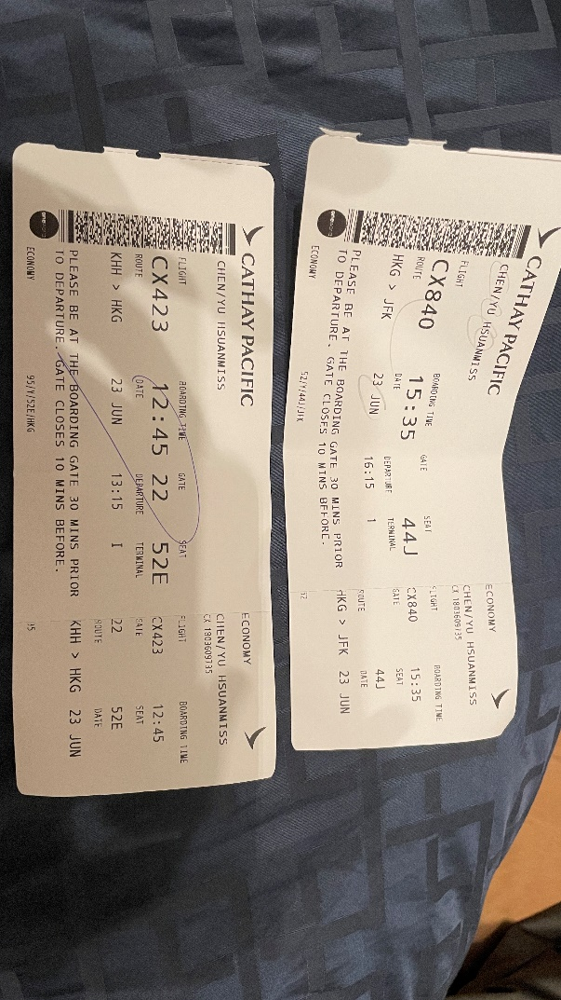 CATHAY PACIFIC
CHEN/YU HSUANMISS
FLIGHT BOARDING TIME GATE SEAT
CX840 15:35 44J
ROUTE DATE DEPARTURE TERMINAL
HKG > JFK 23 JUN 16:15 1
PLEASE BE AT THE BOARDING GATE 30 MINS PRIOR
TO DEPARTURE. GATE CLOSES 10 MINS BEFORE.
ECONOMY 52/Y/44J/JFK
ECONOMY
CHEN/YU HSUANMISS
CX 1803609735
FLIGHT BOARDING TIME
CX840 15:35
GATE SEAT
44J
ROUTE DATE
HKG > JFK 23 JUN
CATHAY PACIFIC
CHEN/YU HSUANMISS
FLIGHT BOARDING TIME GATE SEAT
CX423 12:45 22 52E
ROUTE DATE DEPARTURE TERMINAL
KHH > HKG 23 JUN 13:15 I
PLEASE BE AT THE BOARDING GATE 30 MINS PRIOR
TO DEPARTURE. GATE CLOSES 10 MINS BEFORE.
ECONOMY 95/Y/52E/HKG
ECONOMY
CHEN/YU HSUANMISS
CX 1803609735
FLIGHT BOARDING TIME
CX423 12:45
GATE SEAT
22 52E
ROUTE DATE
KHH > HKG 23 JUN